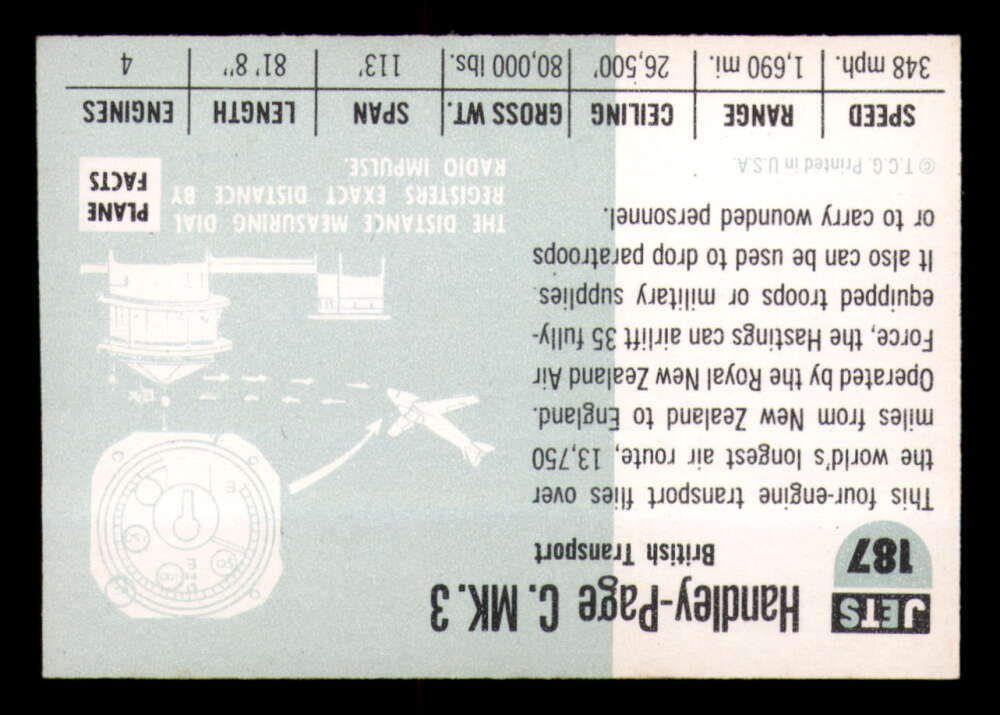 JETS
187
Handley-Page C. MK. 3
British Transport
This four-engine transport flies over
the world's longest air route, 13,750
miles from New Zealand to England.
Operated by the Royal New Zealand Air
Force, the Hastings can airlift 35 fully-
equipped troops or military supplies.
It also can be used to drop paratroops
or to carry wounded personnel.
© T.C.G. Printed in U.S.A.
PLANE
FACTS
THE DISTANCE MEASURING DIAL
REGISTERS EXACT DISTANCE BY
RADIO IMPULSE.
SPEED RANGE CEILING GROSS WT. SPAN LENGTH ENGINES
348 mph. 1,690 mi. 26,500' 80,000 lbs. 113' 81' 8" 4